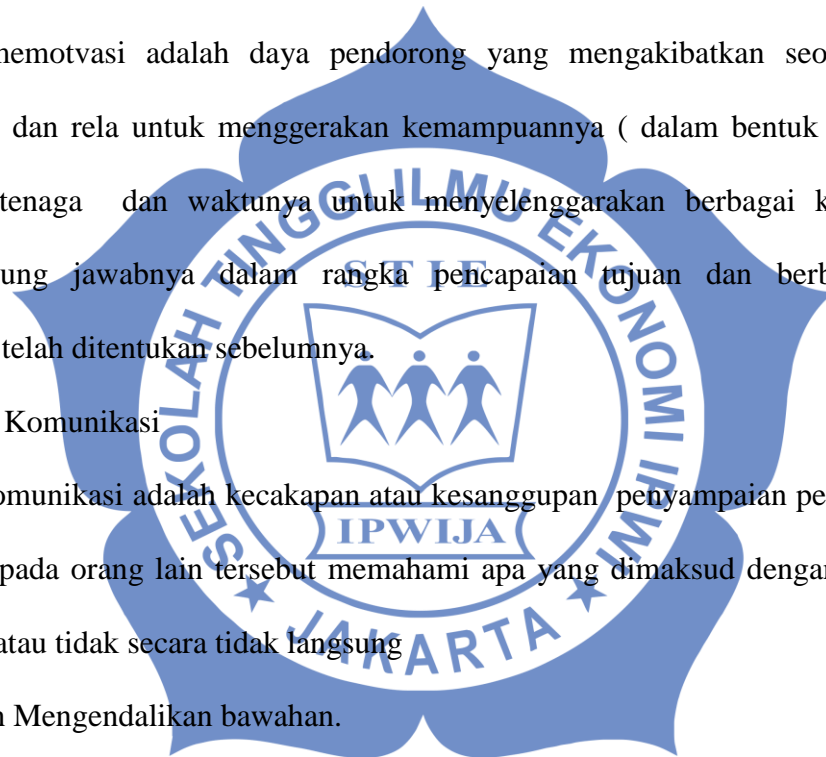 memotvasi adalah daya pendorong yang mengakibatkan seo
dan rela untuk menggerakan kemampuannya ( dalam bentuk
tenaga dan waktunya untuk menyelenggarakan berbagai k
ung jawabnya dalam rangka pencapaian tujuan dan berb
telah ditentukan sebelumnya.
Komunikasi
omunikasi adalah kecakapan atau kesanggupan penyampaian pe
pada orang lain tersebut memahami apa yang dimaksud dengan
atau tidak secara tidak langsung
n Mengendalikan bawahan.
SEKOLAH TINGGI ILMU EKONOMI IPWI
STIE
IPWIJA
★ JAKARTA ★